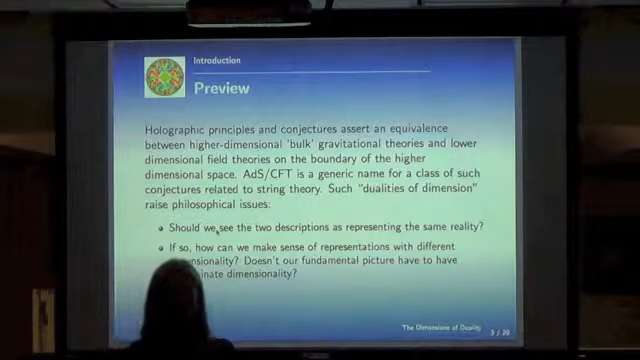 Introduction
Preview
Holographic principles and conjectures assert an equivalence
between higher-dimensional 'bulk' gravitational theories and lower
dimensional field theories on the boundary of the higher
dimensional space. AdS/CFT is a generic name for a class of such
conjectures related to string theory. Such "dualities of dimension"
raise philosophical issues:
Should we see the two descriptions as representing the same reality?
If so, how can we make sense of representations with different
Doesn't our fundamental picture have to have
dimensionality?
The Dimensions of Duality
3 /